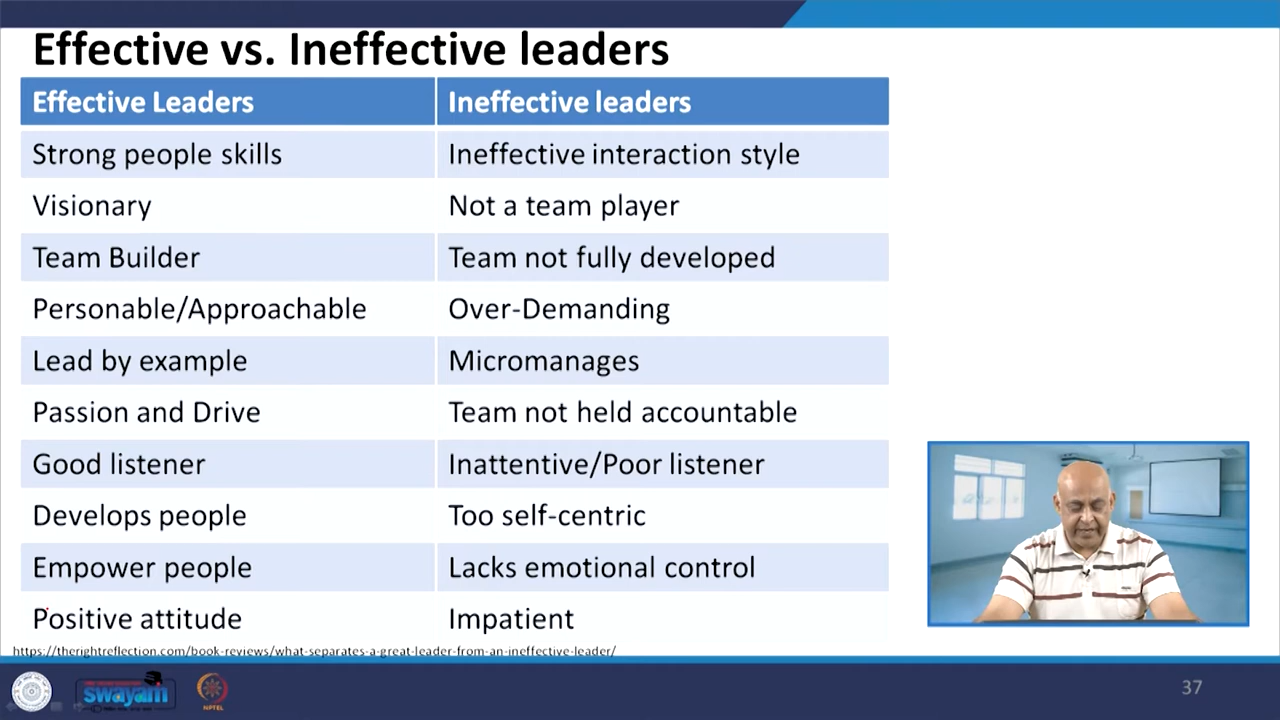 Effective vs. Ineffective leaders
Effective Leaders Ineffective leaders
Strong people skills Ineffective interaction style
Visionary Not a team player
Team Builder Team not fully developed
Personable/Approachable Over-Demanding
Lead by example Micromanages
Passion and Drive Team not held accountable
Good listener Inattentive/Poor listener
Develops people Too self-centric
Empower people Lacks emotional control
Positive attitude Impatient
https://therightreflection.com/book-reviews/what-separates-a-great-leader-from-an-ineffective-leader/
swayam
NPTEL
37